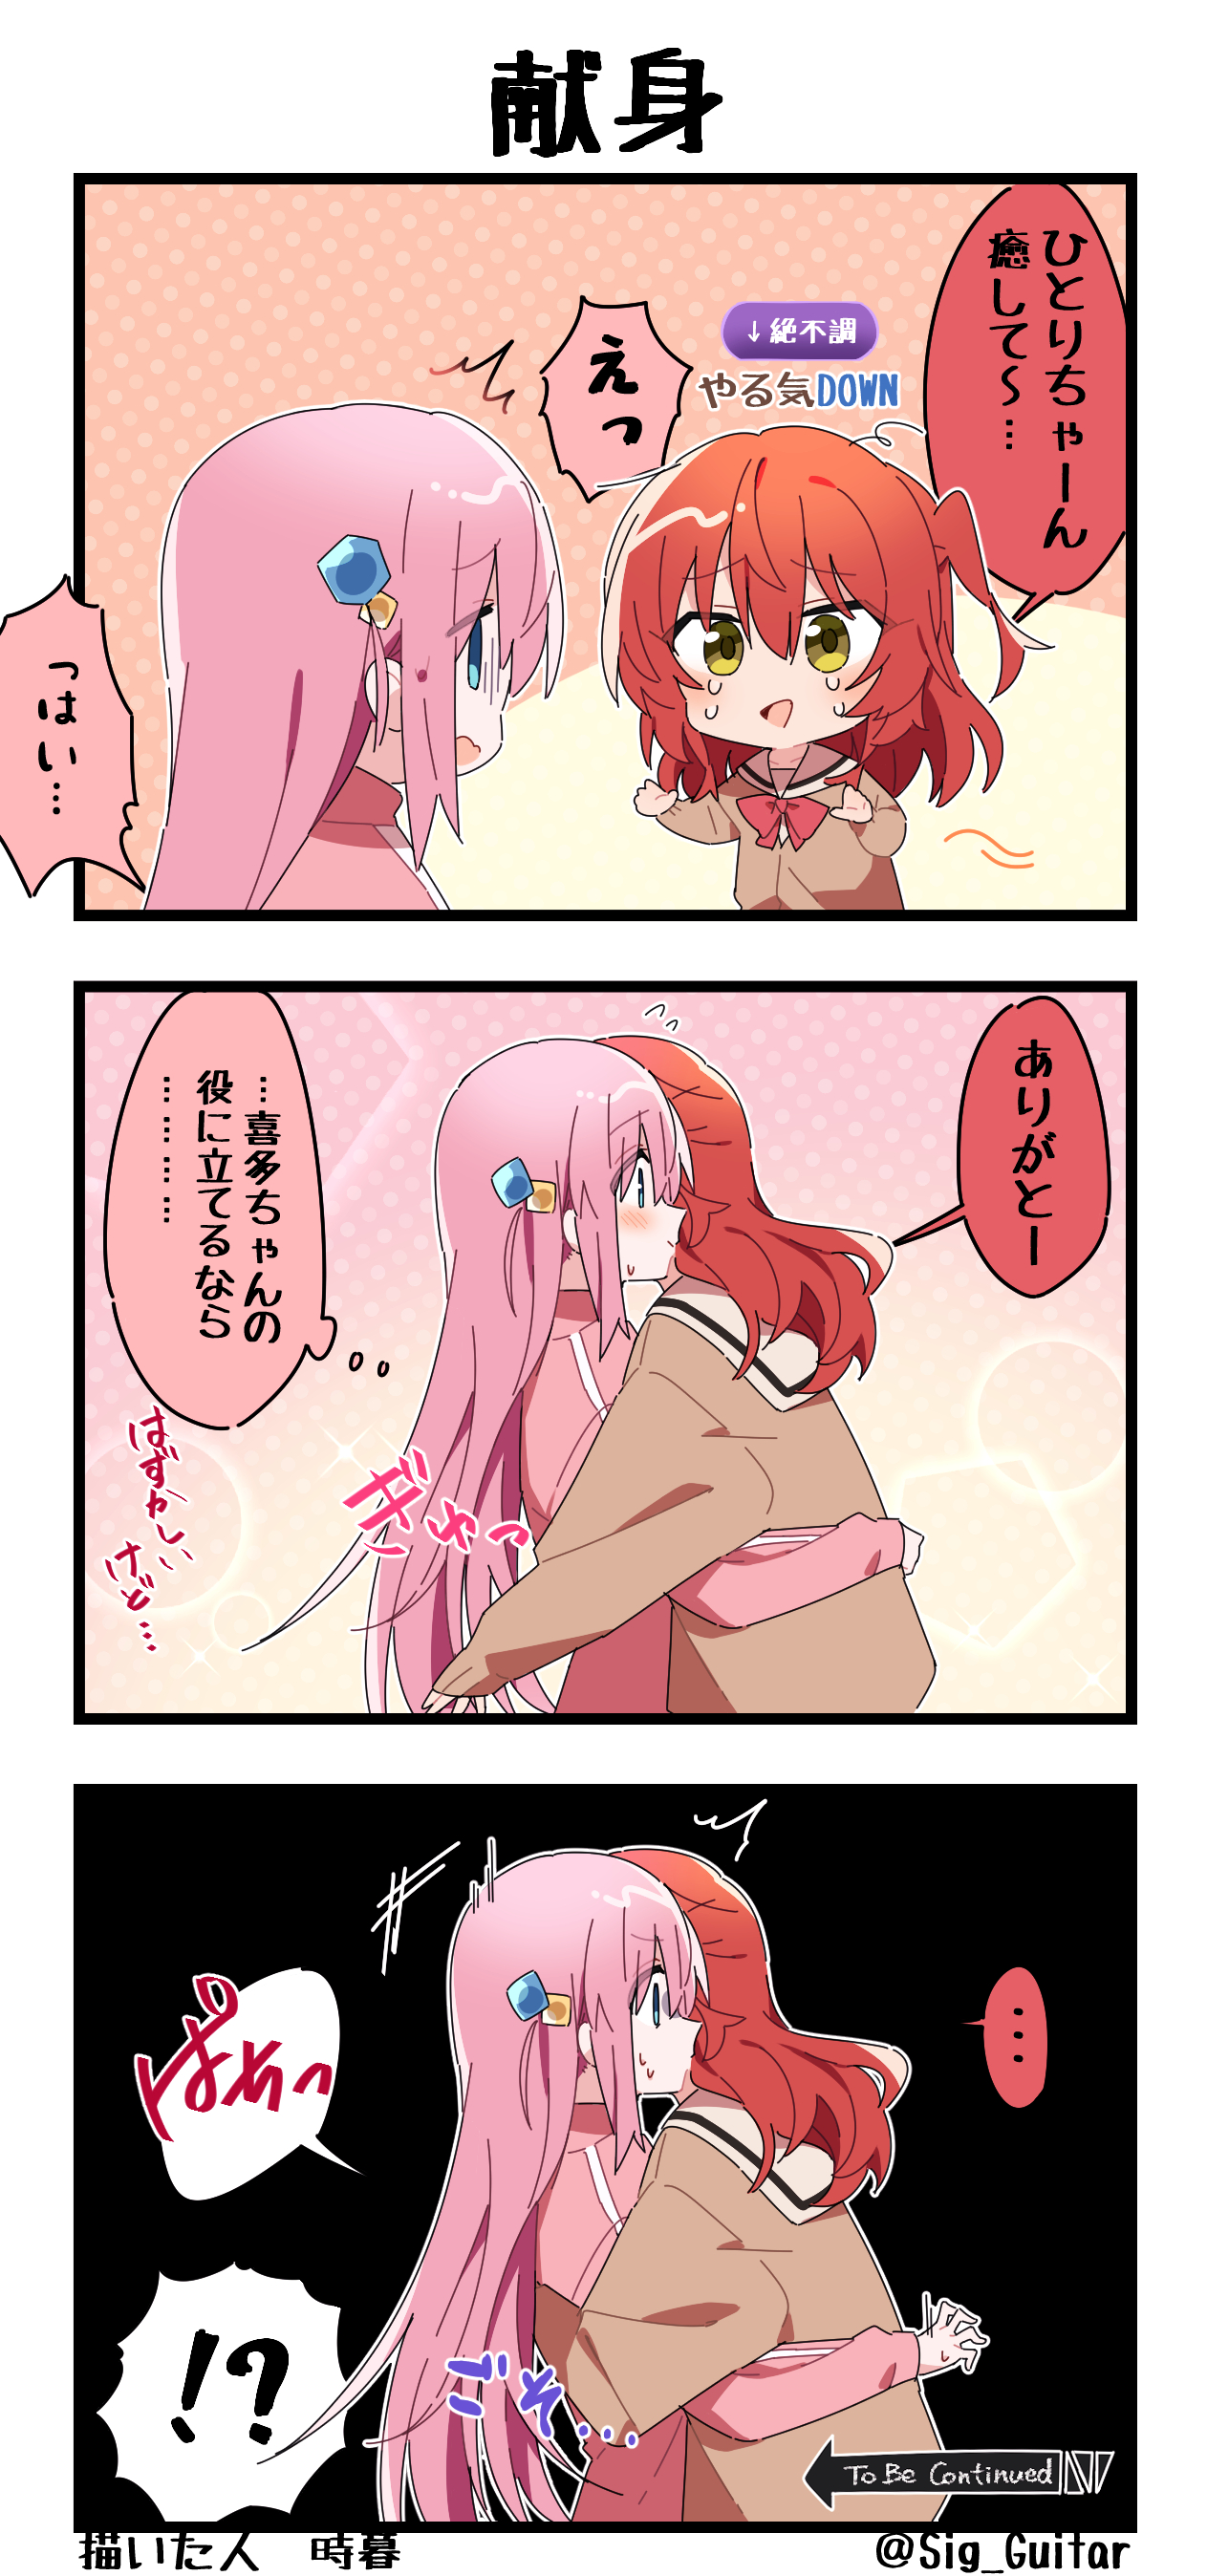 献身
ひとりちゃーん
癒して～…
↓絶不調
やる気DOWN
えっ
っはい…
ありがとー
…喜多ちゃんの
役に立てるなら
…………
はずかしい
けど…
ギュっ
…
ぱぁっ
!?
ごそ...
To Be Continued
描いた人 時暮
@Sig_Guitar